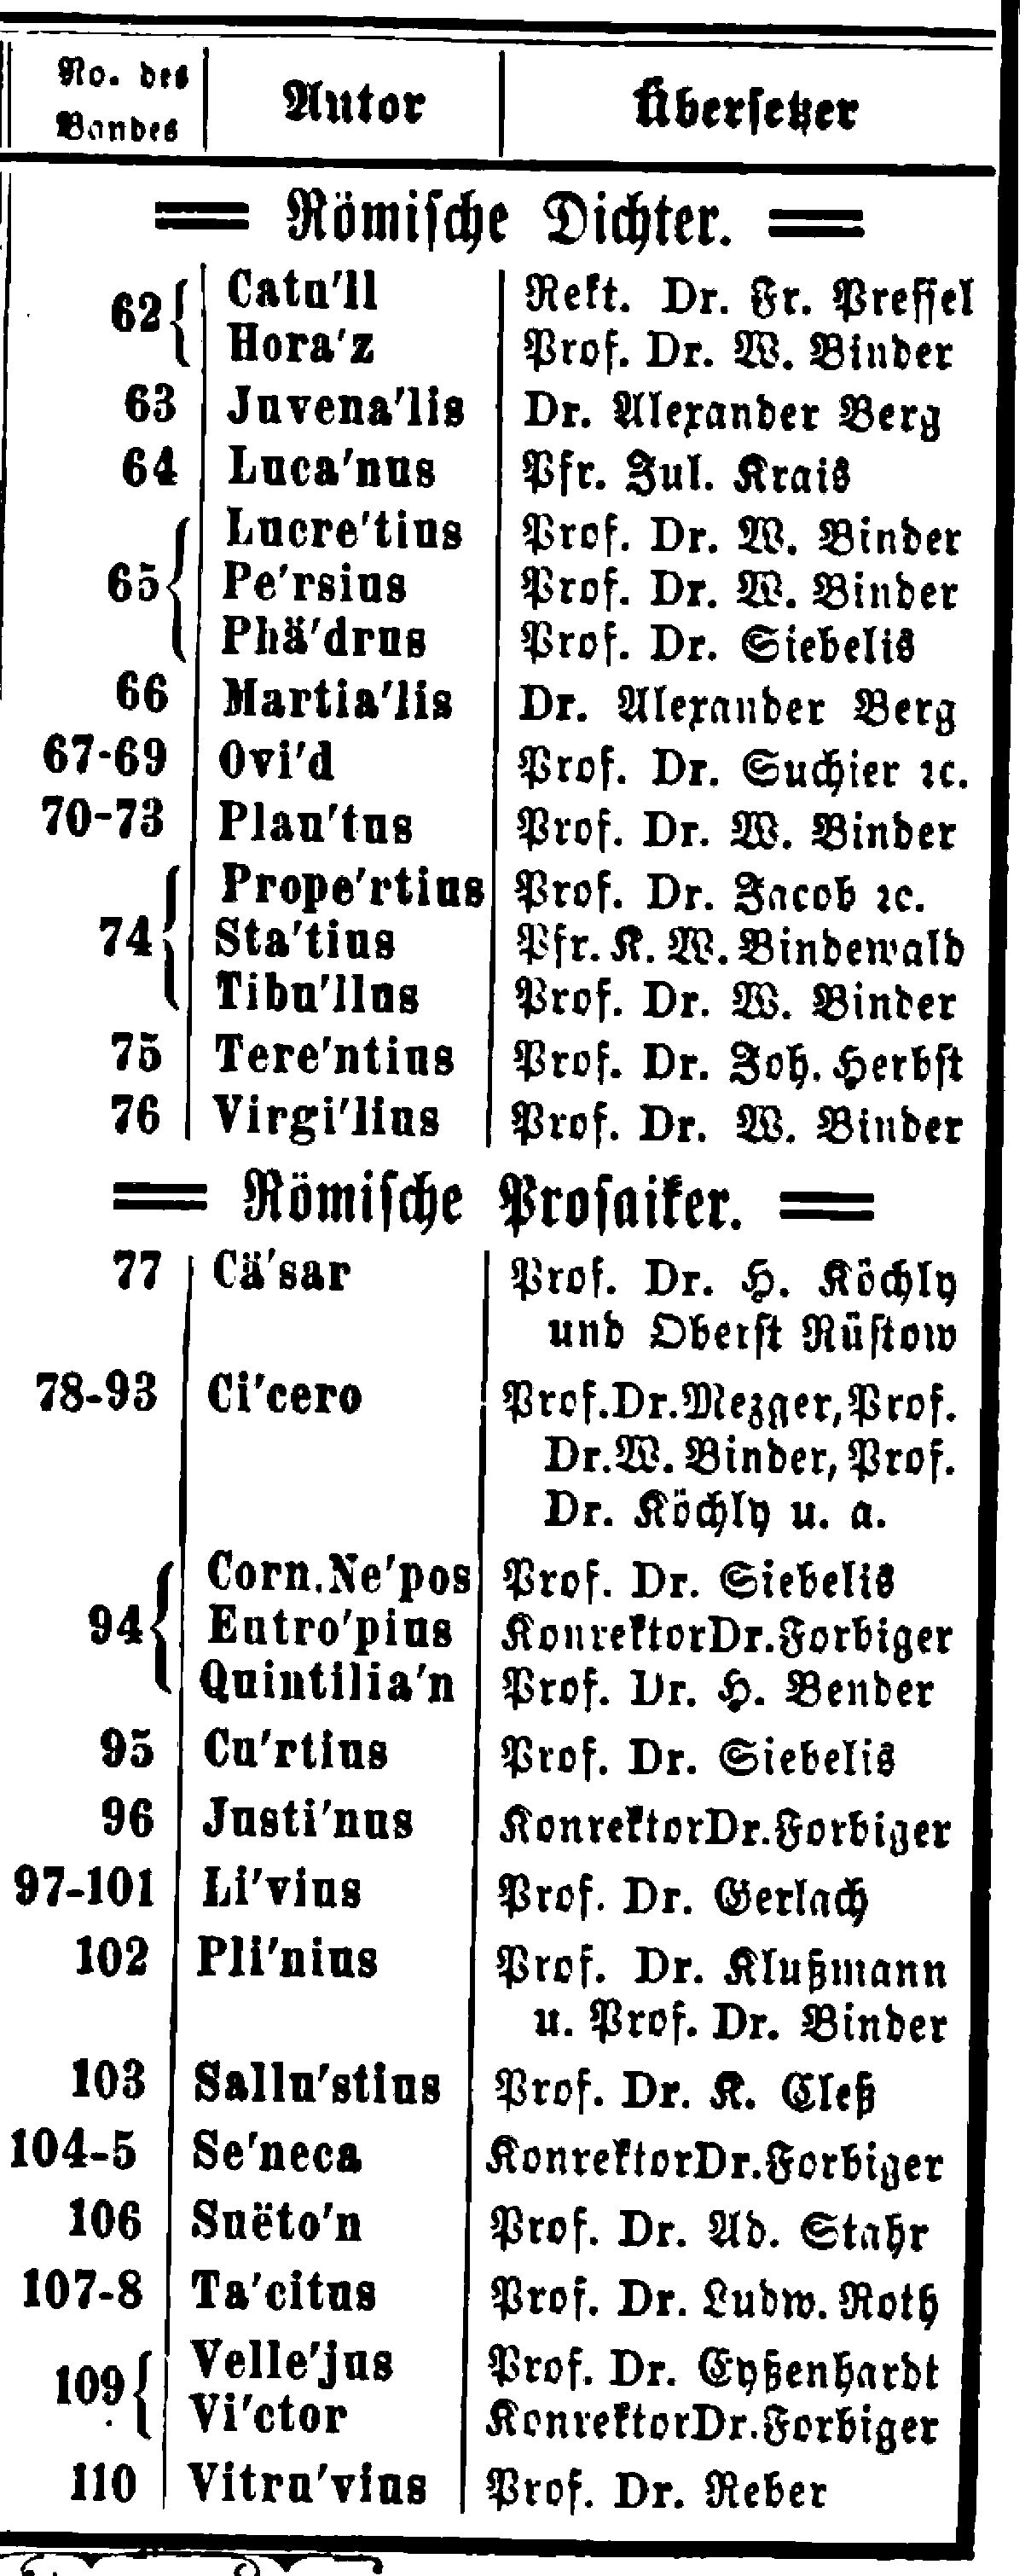 No. des Bandes | Autor | Übersetzer
Römische Dichter.
62 { Catu'll | Rekt. Dr. Fr. Pressel
Hora'z | Prof. Dr. W. Binder
63 Juvena'lis | Dr. Alexander Berg
64 Luca'nus | Pfr. Jul. Krais
Lucre'tius | Prof. Dr. W. Binder
65 { Pe'rsius | Prof. Dr. W. Binder
Phä'drus | Prof. Dr. Siebelis
66 Martia'lis | Dr. Alexander Berg
67-69 Ovi'd | Prof. Dr. Suchier ꝛc.
70-73 Plau'tus | Prof. Dr. W. Binder
Prope'rtius | Prof. Dr. Jacob ꝛc.
74 { Sta'tius | Pfr. K. W. Bindewald
Tibu'llus | Prof. Dr. W. Binder
75 Tere'ntius | Prof. Dr. Joh. Herbst
76 Virgi'lius | Prof. Dr. W. Binder
Römische Prosaiker.
77 Cä'sar | Prof. Dr. H. Köchly
und Oberst Rüstow
78-93 Ci'cero | Prof. Dr. Mezger, Prof.
Dr. W. Binder, Prof.
Dr. Köchly u. a.
Corn. Ne'pos | Prof. Dr. Siebelis
94 { Eutro'pius | Konrektor Dr. Forbiger
Quintilia'n | Prof. Dr. H. Bender
95 Cu'rtius | Prof. Dr. Siebelis
96 Justi'nus | Konrektor Dr. Forbiger
97-101 Li'vius | Prof. Dr. Gerlach
102 Pli'nius | Prof. Dr. Klußmann
u. Prof. Dr. Binder
103 Sallu'stius | Prof. Dr. K. Cleß
104-5 Se'neca | Konrektor Dr. Forbiger
106 Suëto'n | Prof. Dr. Ad. Stahr
107-8 Ta'citus | Prof. Dr. Ludw. Roth
109 { Velle'jus | Prof. Dr. Eyßenhardt
Vi'ctor | Konrektor Dr. Forbiger
110 Vitru'vius | Prof. Dr. Reber